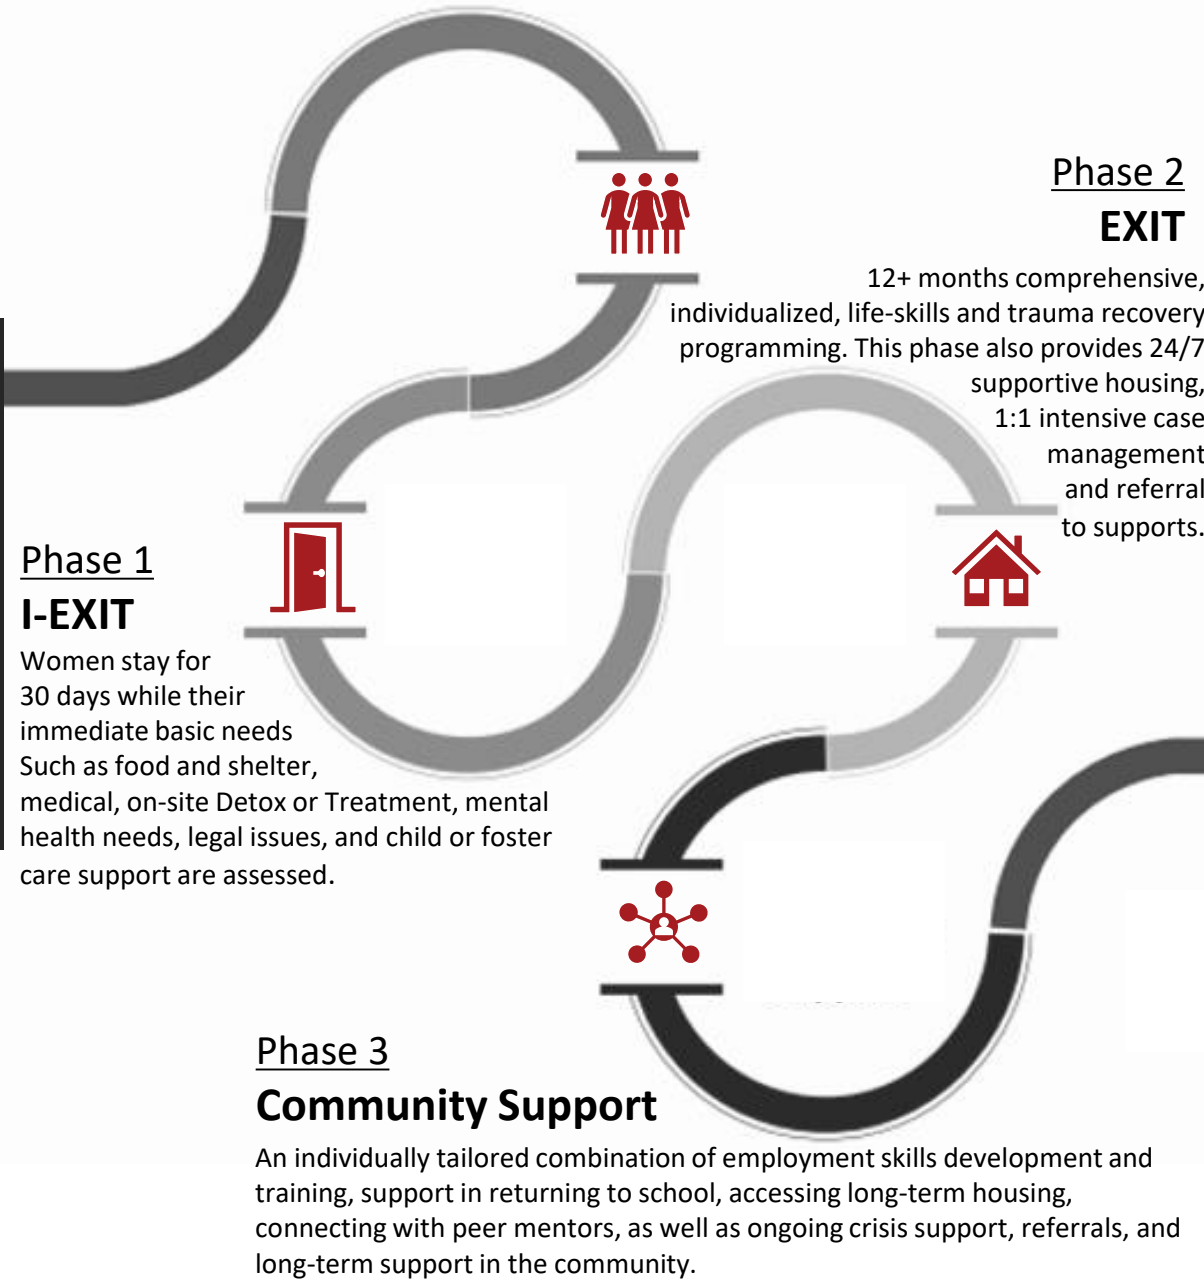 Phase 2
EXIT
12+ months comprehensive,
individualized, life-skills and trauma recovery
programming. This phase also provides 24/7
supportive housing,
1:1 intensive case
management
and referral
to supports.
Phase 1
I-EXIT
Women stay for
30 days while their
immediate basic needs
Such as food and shelter,
medical, on-site Detox or Treatment, mental
health needs, legal issues, and child or foster
care support are assessed.
Phase 3
Community Support
An individually tailored combination of employment skills development and
training, support in returning to school, accessing long-term housing,
connecting with peer mentors, as well as ongoing crisis support, referrals, and
long-term support in the community.